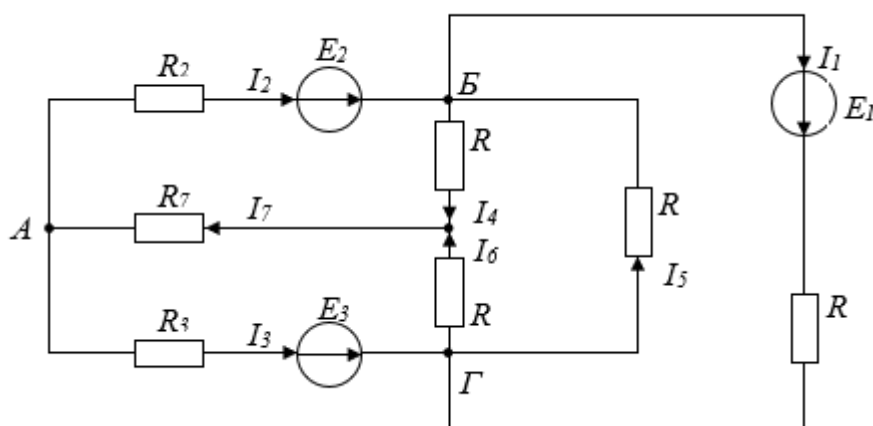 E2
R2 I2 Б I1
E1
R
R7 I7 I4 R
А
I6 I5
E3 R
R3 I3 R
Г